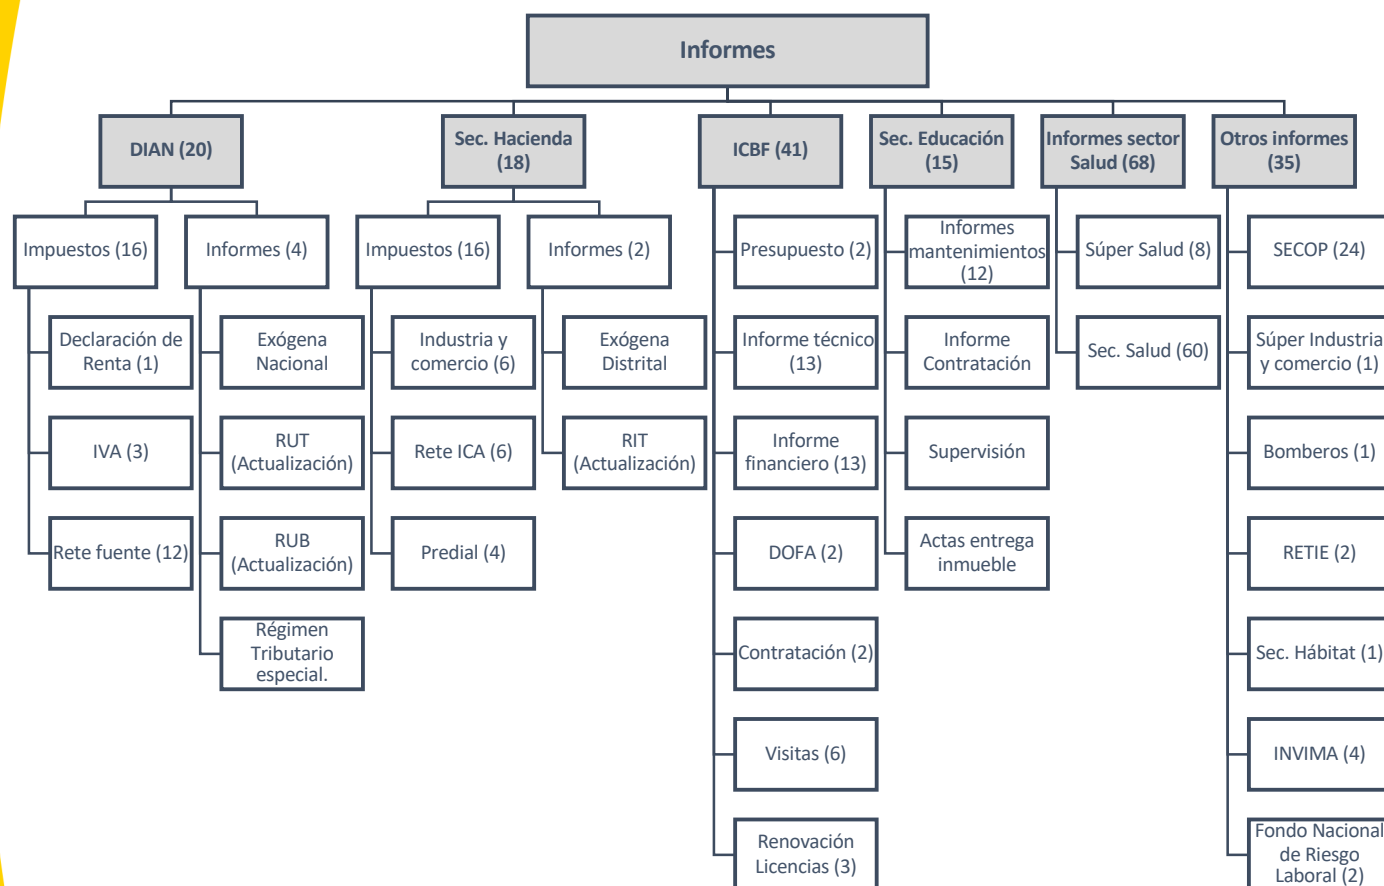 Informes
DIAN (20)
Sec. Hacienda
(18)
ICBF (41)
Sec. Educación
(15)
Informes sector
Salud (68)
Otros informes
(35)
Impuestos (16)
Informes (4)
Impuestos (16)
Informes (2)
Presupuesto (2)
Informes
mantenimientos
(12)
Súper Salud (8)
SECOP (24)
Declaración de
Renta (1)
Exógena
Nacional
Industria y
comercio (6)
Exógena
Distrital
Informe técnico
(13)
Informe
Contratación
Sec. Salud (60)
Súper Industria
y comercio (1)
IVA (3)
RUT
(Actualización)
Rete ICA (6)
RIT
(Actualización)
Informe
financiero (13)
Supervisión
Bomberos (1)
Rete fuente (12)
RUB
(Actualización)
Predial (4)
DOFA (2)
Actas entrega
inmueble
RETIE (2)
Régimen
Tributario
especial.
Contratación (2)
Sec. Hábitat (1)
Visitas (6)
INVIMA (4)
Renovación
Licencias (3)
Fondo Nacional
de Riesgo
Laboral (2)